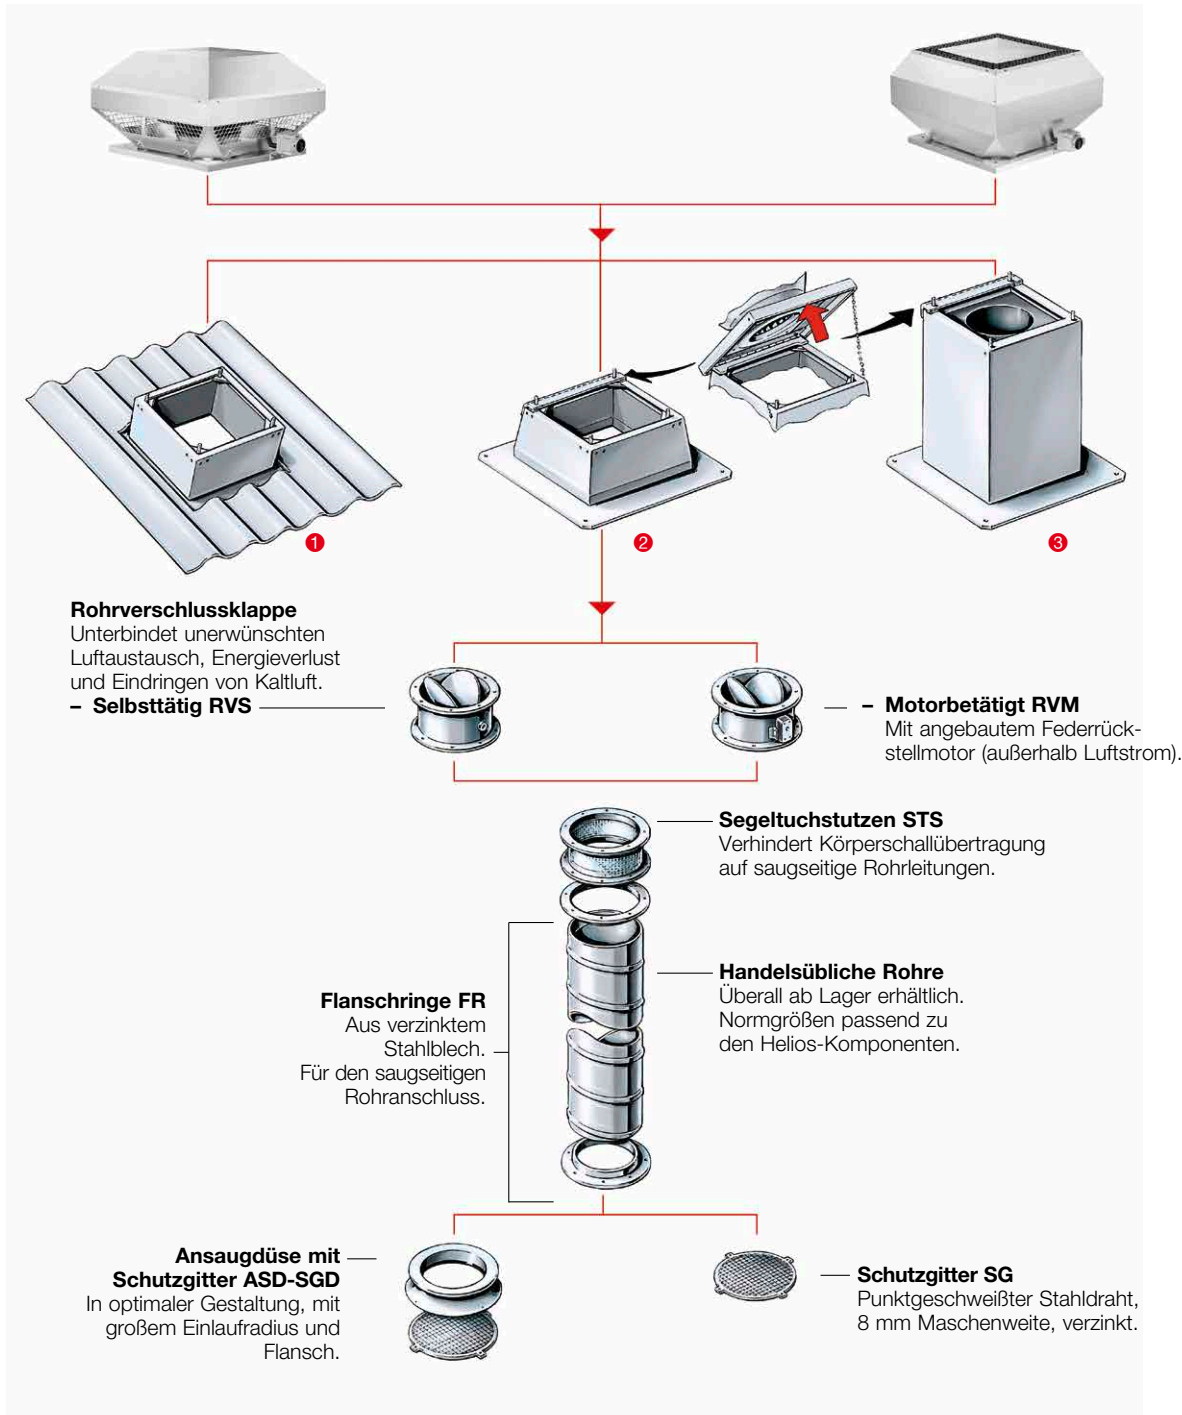 1
2
3
Rohrverschlussklappe
Unterbindet unerwünschten
Luftaustausch, Energieverlust
und Eindringen von Kaltluft.
– Selbsttätig RVS
– Motorbetätigt RVM
Mit angebautem Federrück-
stellmotor (außerhalb Luftstrom).
Segeltuchstutzen STS
Verhindert Körperschallübertragung
auf saugseitige Rohrleitungen.
Flanschringe FR
Aus verzinktem
Stahlblech.
Für den saugseitigen
Rohranschluss.
Handelsübliche Rohre
Überall ab Lager erhältlich.
Normgrößen passend zu
den Helios-Komponenten.
Ansaugdüse mit
Schutzgitter ASD-SGD
In optimaler Gestaltung, mit
großem Einlaufradius und
Flansch.
Schutzgitter SG
Punktgeschweißter Stahldraht,
8 mm Maschenweite, verzinkt.